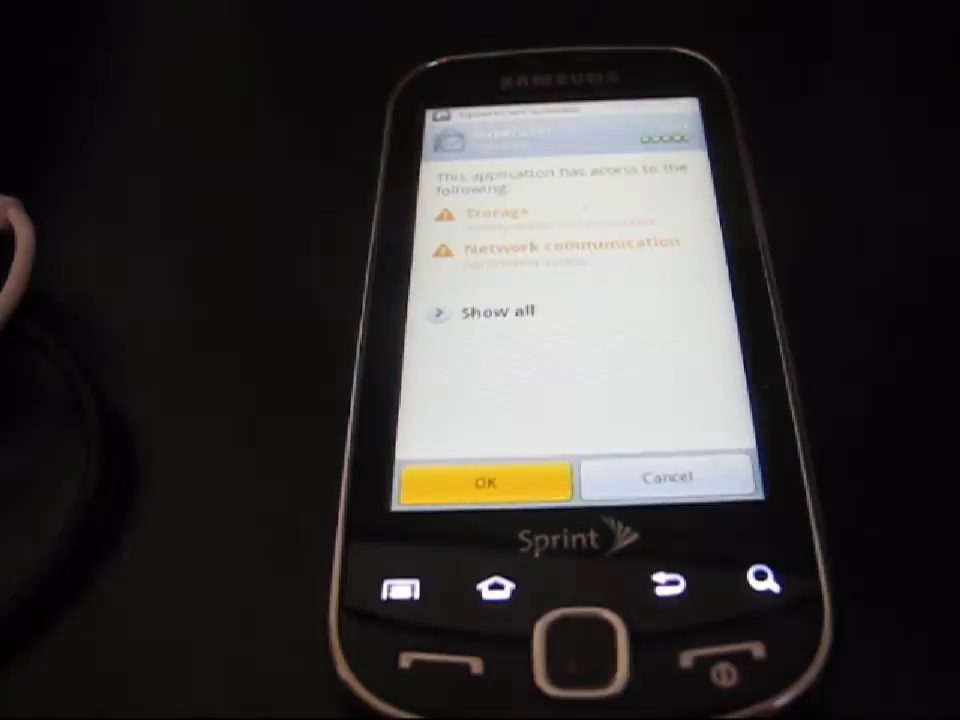 SAMSUNG
This application has access to the
following:
Storage
Network communication
Show all
OK
Cancel
Sprint